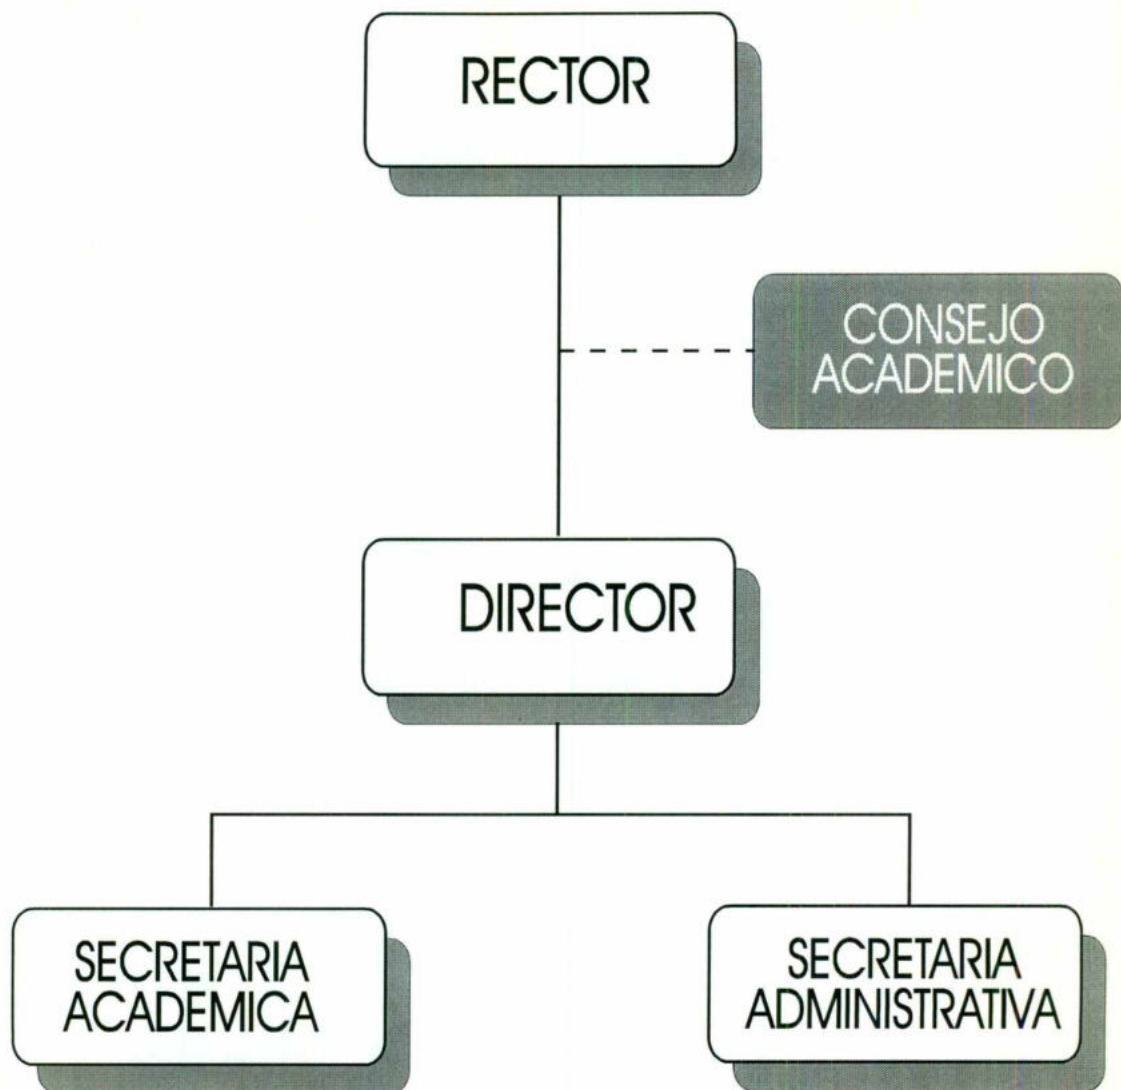 RECTOR
CONSEJO
ACADEMICO
DIRECTOR
SECRETARIA
ACADEMICA
SECRETARIA
ADMINISTRATIVA